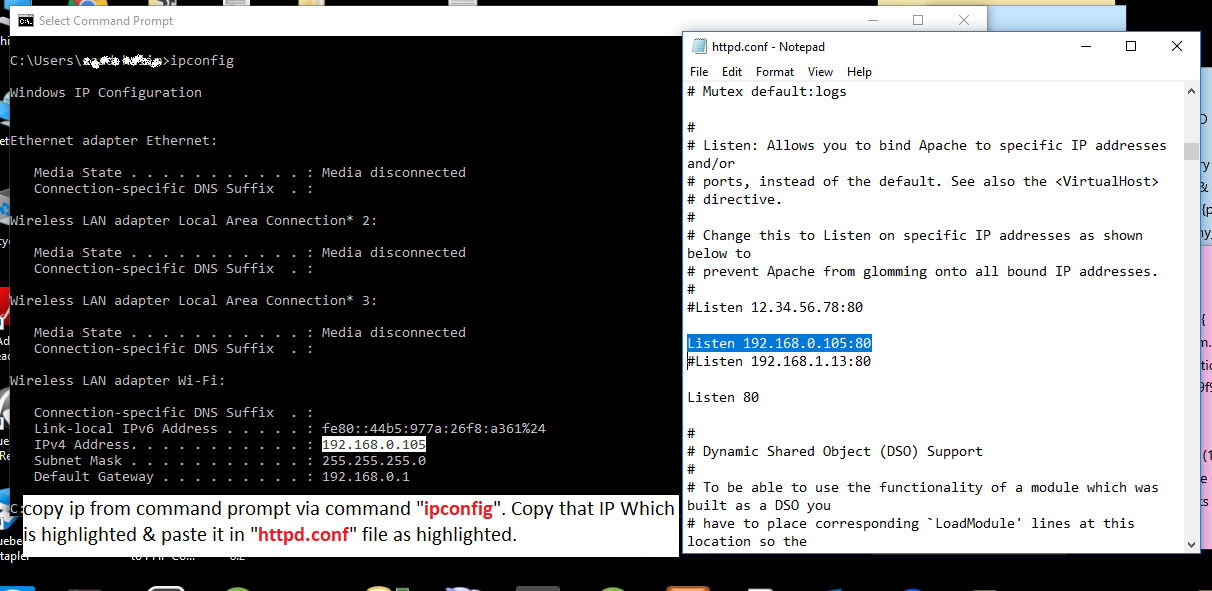 Select Command Prompt
C:\Users\
>ipconfig
Windows IP Configuration
Ethernet adapter Ethernet:
Media State . . . . . . . . . . . : Media disconnected
Connection-specific DNS Suffix  . :
Wireless LAN adapter Local Area Connection* 2:
Media State . . . . . . . . . . . : Media disconnected
Connection-specific DNS Suffix  . :
Wireless LAN adapter Local Area Connection* 3:
Media State . . . . . . . . . . . : Media disconnected
Connection-specific DNS Suffix  . :
Wireless LAN adapter Wi-Fi:
Connection-specific DNS Suffix  . :
Link-local IPv6 Address . . . . . : fe80::44b5:977a:26f8:a361%24
IPv4 Address. . . . . . . . . . . : 192.168.0.105
Subnet Mask . . . . . . . . . . . : 255.255.255.0
Default Gateway . . . . . . . . . : 192.168.0.1
copy ip from command prompt via command "ipconfig". Copy that IP Which
is highlighted & paste it in "httpd.conf" file as highlighted.
httpd.conf - Notepad
File Edit Format View Help
# Mutex default:logs
#
# Listen: Allows you to bind Apache to specific IP addresses
and/or
# ports, instead of the default. See also the <VirtualHost>
# directive.
#
# Change this to Listen on specific IP addresses as shown
below to
# prevent Apache from glomming onto all bound IP addresses.
#
#Listen 12.34.56.78:80
Listen 192.168.0.105:80
#Listen 192.168.1.13:80
Listen 80
#
# Dynamic Shared Object (DSO) Support
#
# To be able to use the functionality of a module which was
built as a DSO you
# have to place corresponding `LoadModule' lines at this
location so the